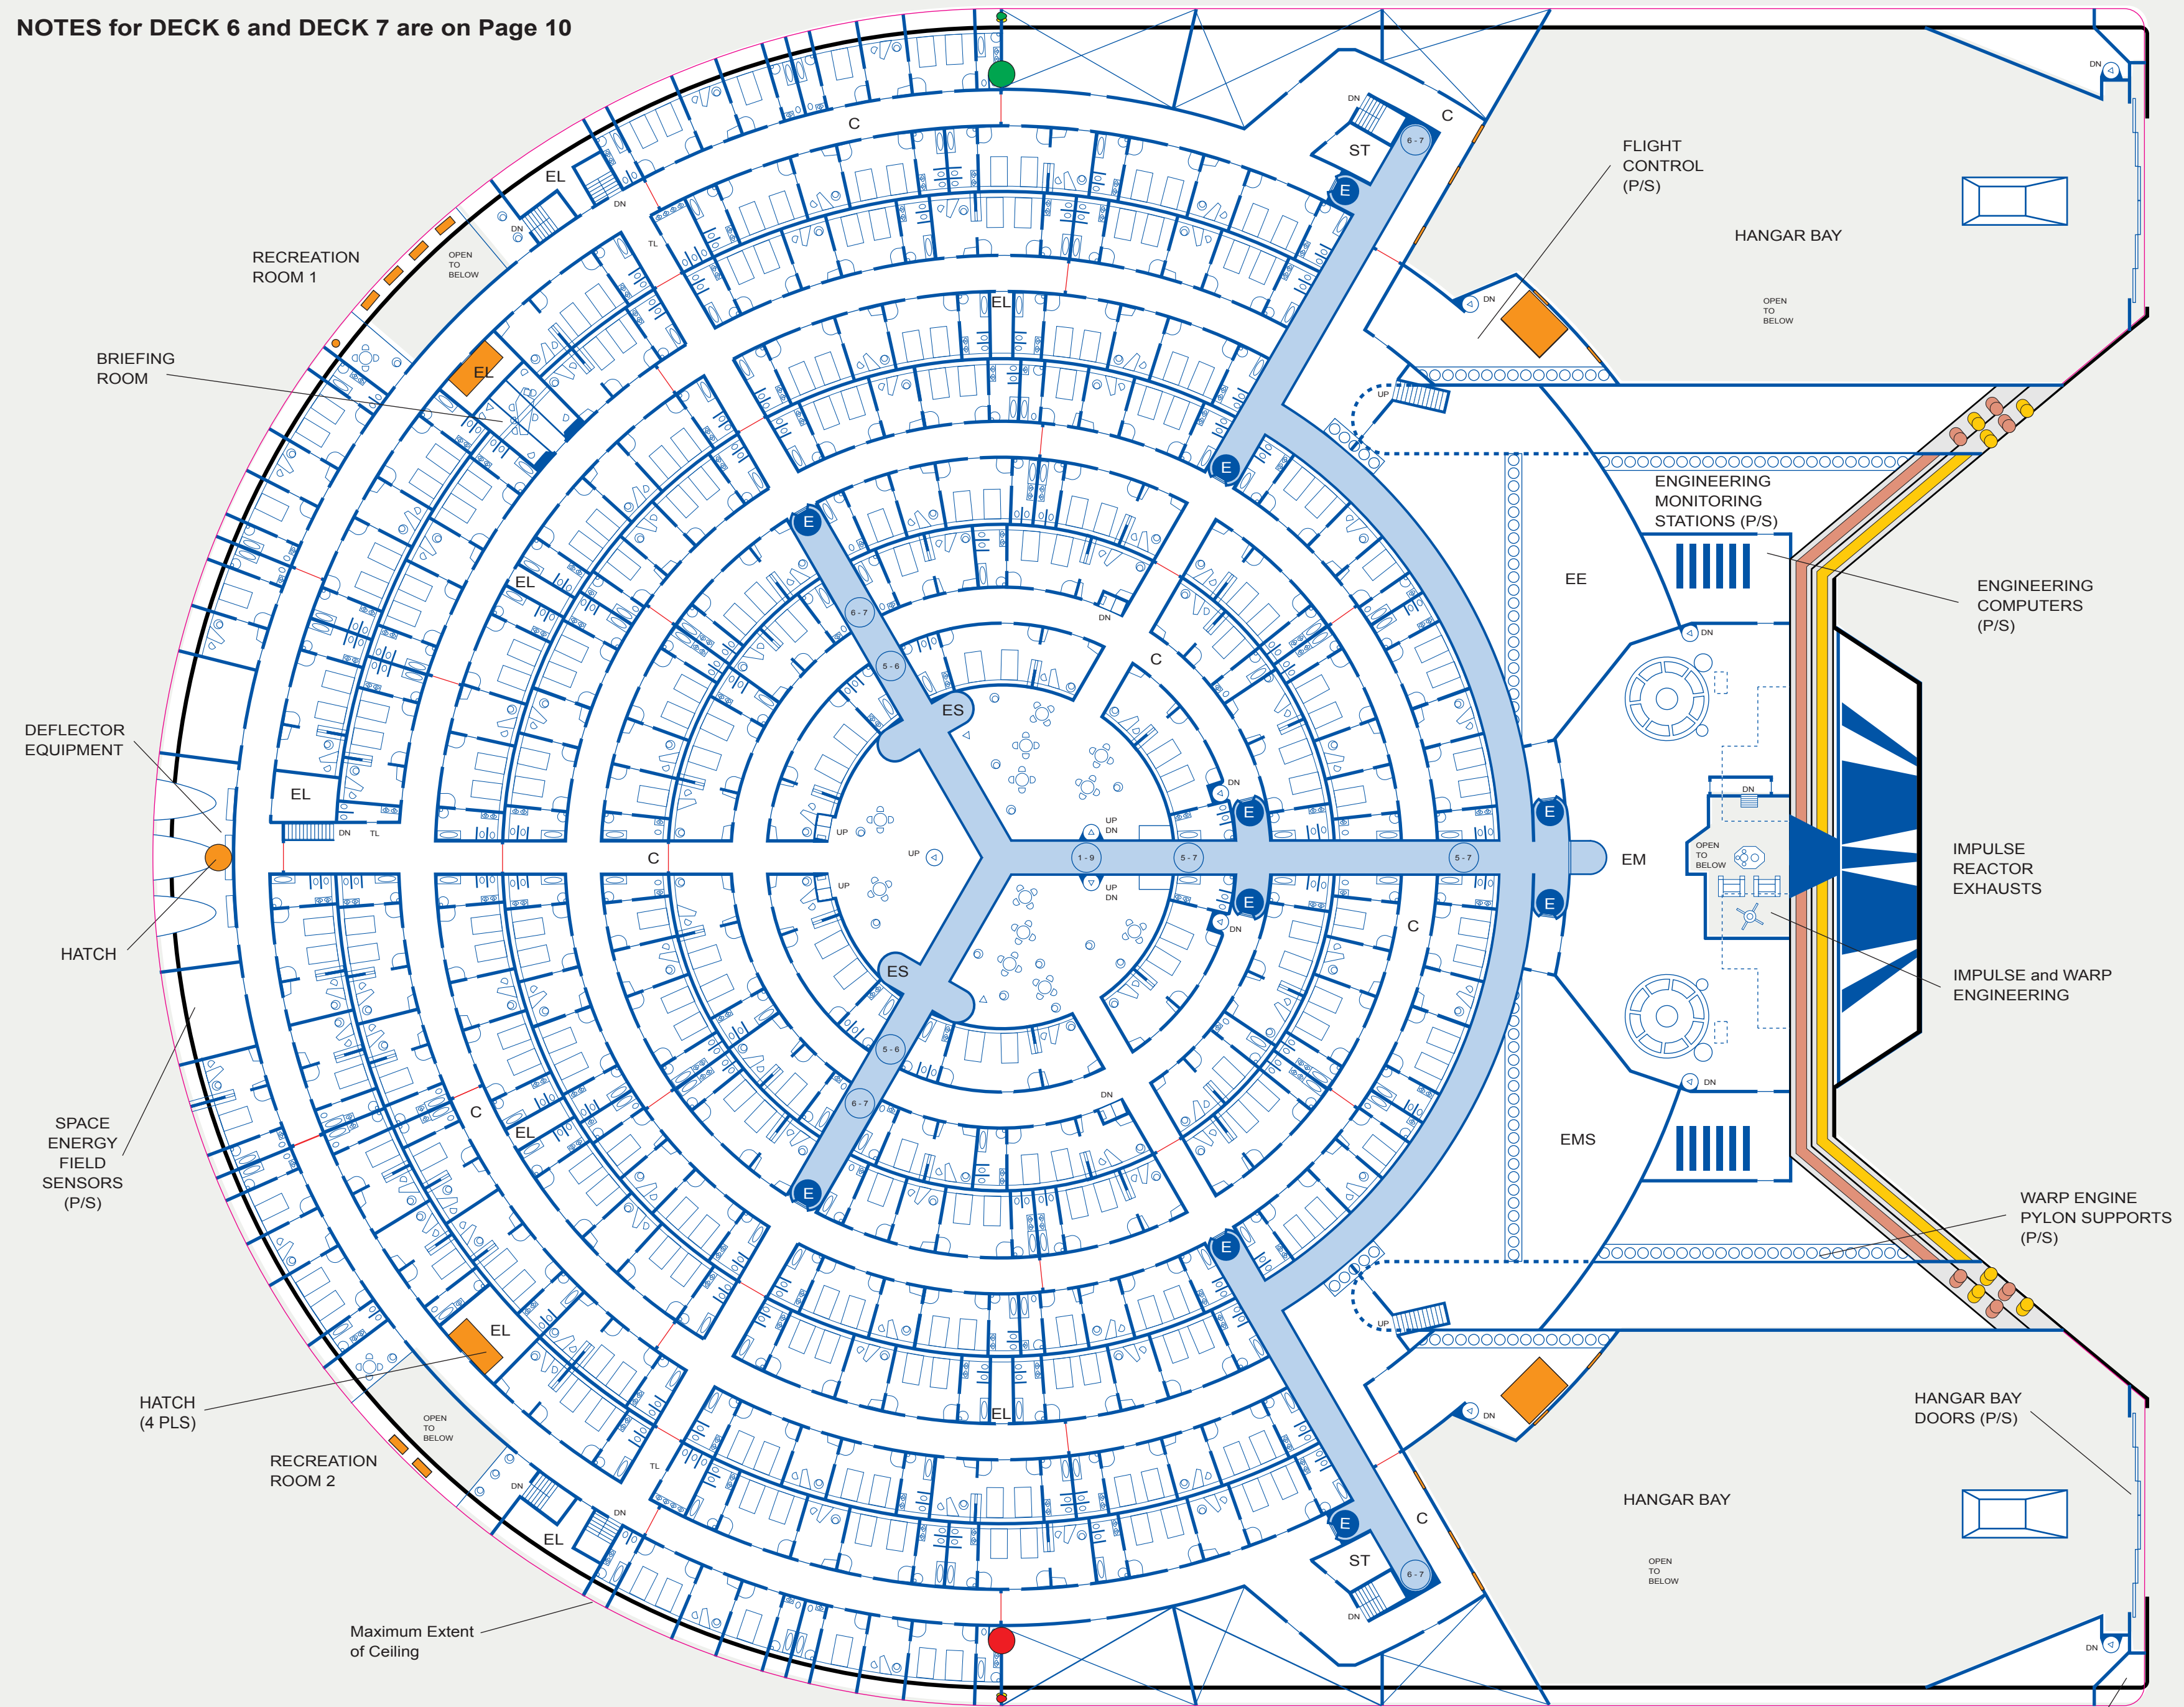 NOTES for DECK 6 and DECK 7 are on Page 10
DN
DN
C
6 - 7
C
ST
FLIGHT
CONTROL
(P/S)
EL
E
DN
DN
TL
HANGAR BAY
RECREATION
ROOM 1
OPEN
TO
BELOW
EL
DN
OPEN
TO
BELOW
BRIEFING
ROOM
EL
UP
E
ENGINEERING
MONITORING
STATIONS (P/S)
E
EL
EE
ENGINEERING
COMPUTERS
(P/S)
6 - 7
DN
DN
5 - 6
C
ES
DEFLECTOR
EQUIPMENT
DN
DN
EL
E
E
UP
DN
DN
TL
UP
UP
C
1 - 9
5 - 7
5 - 7
EM
OPEN
TO
BELOW
IMPULSE
REACTOR
EXHAUSTS
UP
UP
DN
E
E
DN
C
HATCH
ES
IMPULSE and WARP
ENGINEERING
5 - 6
6 - 7
DN
DN
C
EL
EMS
SPACE
ENERGY
FIELD
SENSORS
(P/S)
E
WARP ENGINE
PYLON SUPPORTS
(P/S)
E
UP
EL
HATCH
(4 PLS)
EL
DN
HANGAR BAY
DOORS (P/S)
OPEN
TO
BELOW
RECREATION
ROOM 2
TL
DN
DN
EL
HANGAR BAY
E
C
ST
6 - 7
OPEN
TO
BELOW
DN
Maximum Extent
of Ceiling
DN